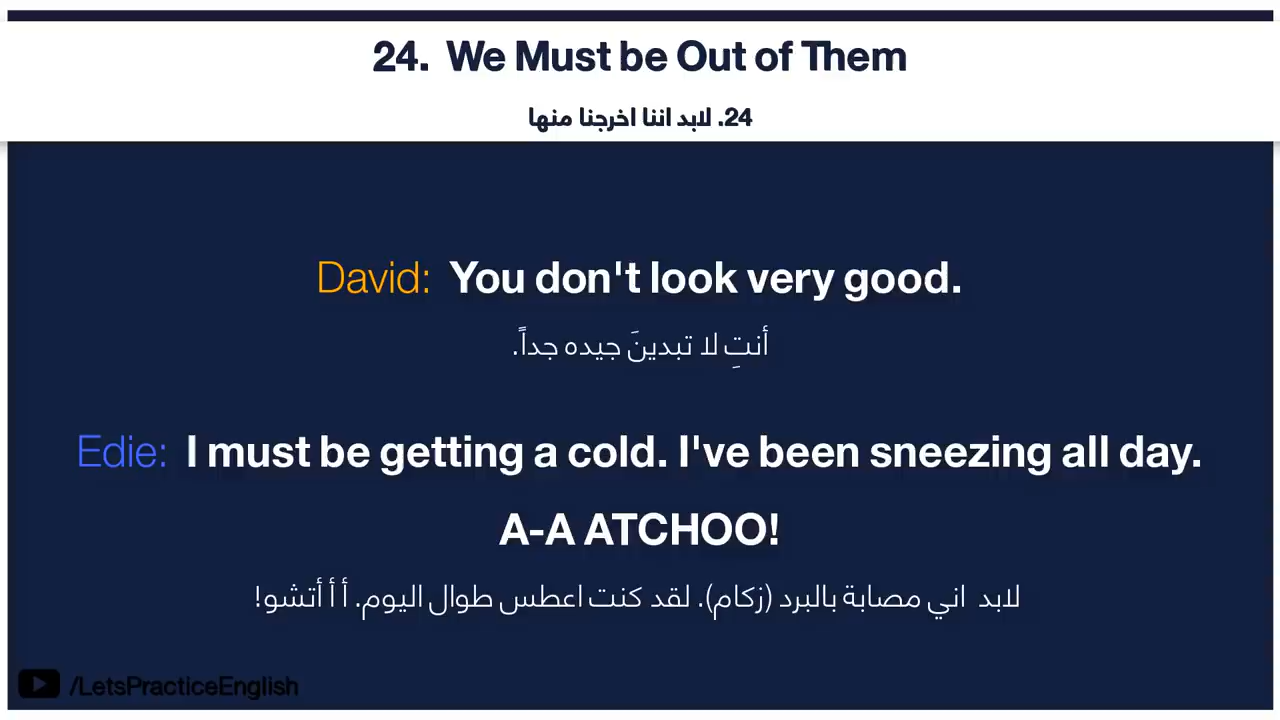 24. We Must be Out of Them
24. لابد اننا اخرجنا منها
David: You don't look very good.
أنتِ لا تبدينَ جيده جداً.
Edie: I must be getting a cold. I've been sneezing all day.
A-A ATCHOO!
لابد اني مصابة بالبرد (زكام). لقد كنت اعطس طوال اليوم. أ أ أتشو!
/LetsPracticeEnglish